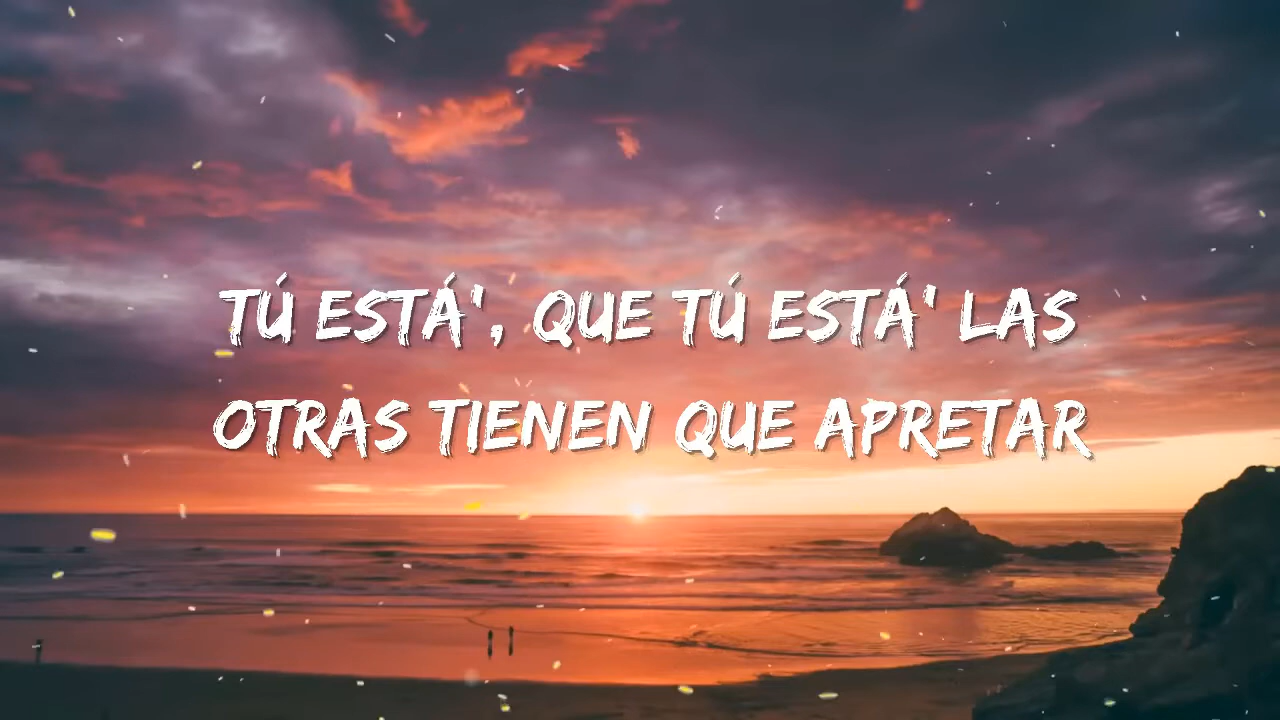 TÚ ESTÁ', QUE TÚ ESTÁ' LAS
OTRAS TIENEN QUE APRETAR